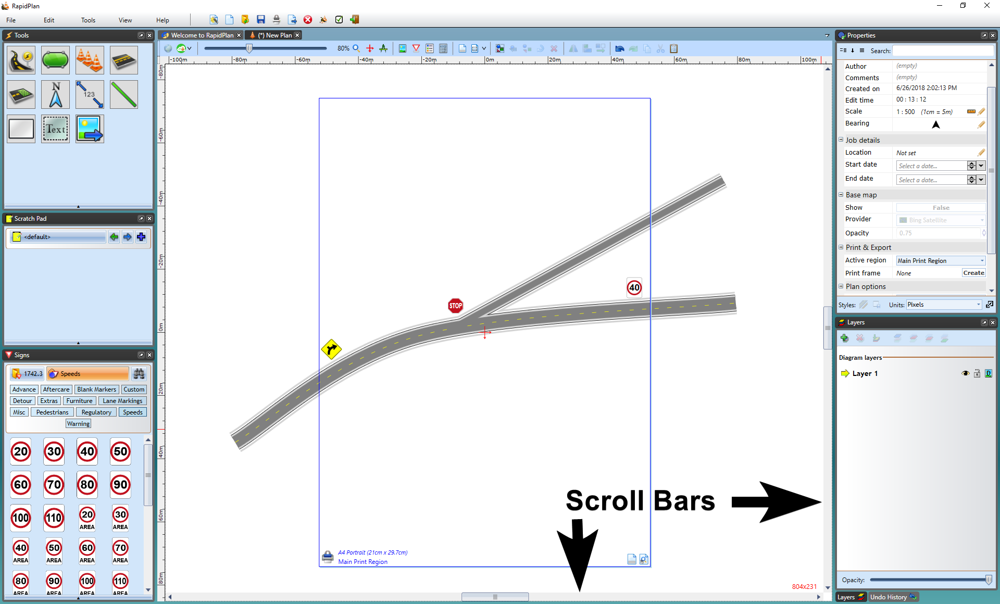 RapidPlan
File Edit Tools View Help
Tools
123
N
Text
Scratch Pad
<default>
Signs
1742.3 Speeds
Advance Aftercare Blank Markers Custom
Detour Extras Furniture Lane Markings
Misc Pedestrians Regulatory Speeds
Warning
20 30 40 50
60 70 80 90
100 110 20 AREA 30 AREA
40 AREA 50 AREA 60 AREA 70 AREA
80 AREA 90 AREA 100 AREA 110 AREA
Welcome to RapidPlan (*) New Plan
80%
-100m -80m -60m -40m -20m 0m 20m 40m 60m 80m 100m
-80m
-60m
-40m
-20m
0m
20m
40m
60m
80m
STOP
40
Scroll Bars
A4 Portrait (21cm x 29.7cm)
Main Print Region
804x231
Properties
Search:
Author (empty)
Comments (empty)
Created on 6/26/2018 2:02:13 PM
Edit time 00 : 13 : 12
Scale 1 : 500 (1cm = 5m)
Bearing
Job details
Location Not set
Start date Select a date...
End date Select a date...
Base map
Show False
Provider Bing Satellite
Opacity 0.75
Print & Export
Active region Main Print Region
Print frame None Create
Plan options
Styles: Units: Pixels
Layers
Diagram layers
Layer 1 D
Opacity:
Layers Undo History